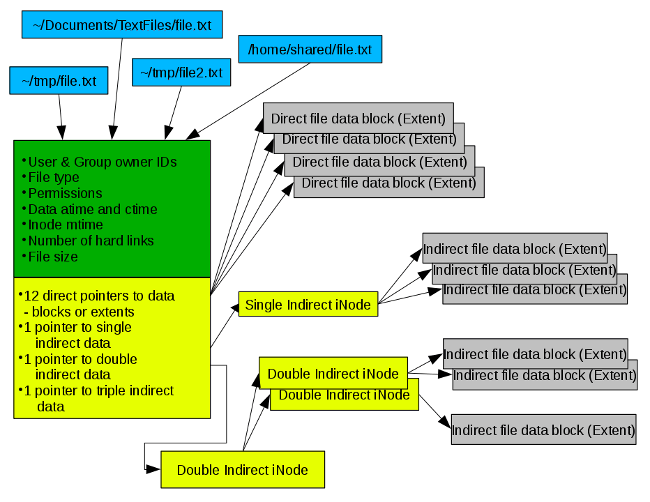 ~/Documents/TextFiles/file.txt
/home/shared/file.txt
~/tmp/file.txt
~/tmp/file2.txt
Direct file data block (Extent)
Direct file data block (Extent)
Direct file data block (Extent)
Direct file data block (Extent)
•User & Group owner IDs
•File type
•Permissions
•Data atime and ctime
•Inode mtime
•Number of hard links
•File size
•12 direct pointers to data
- blocks or extents
•1 pointer to single
indirect data
•1 pointer to double
indirect data
•1 pointer to triple indirect
data
Single Indirect iNode
Indirect file data block (Extent)
Indirect file data block (Extent)
Indirect file data block (Extent)
Double Indirect iNode
Double Indirect iNode
Indirect file data block (Extent)
Indirect file data block (Extent)
Indirect file data block (Extent)
Double Indirect iNode